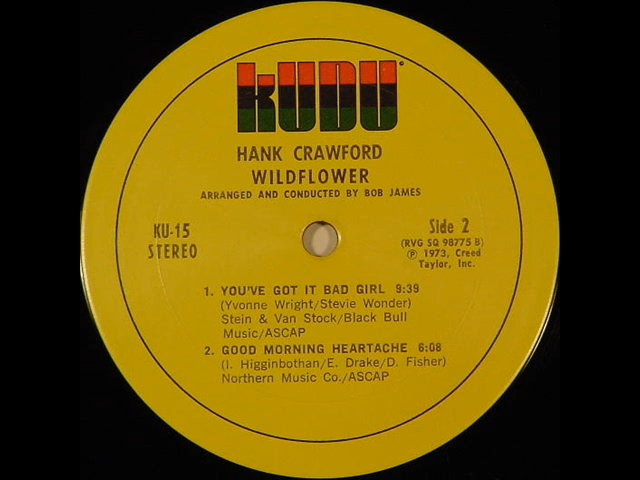 KUDU
HANK CRAWFORD
WILDFLOWER
ARRANGED AND CONDUCTED BY BOB JAMES
KU-15
STEREO
Side 2
(RVG SQ 98775 B)
℗ 1973, Creed
Taylor, Inc.
1. YOU'VE GOT IT BAD GIRL 9:39
(Yvonne Wright/Stevie Wonder)
Stein & Van Stock/Black Bull
Music/ASCAP
2. GOOD MORNING HEARTACHE 6:08
(I. Higginbothan/E. Drake/D. Fisher)
Northern Music Co./ASCAP